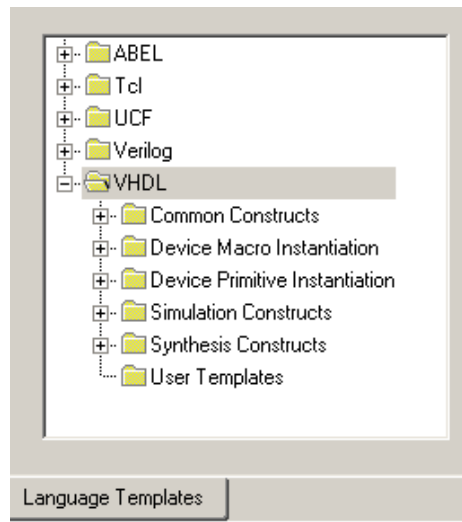 ABEL
Tcl
UCF
Verilog
VHDL
Common Constructs
Device Macro Instantiation
Device Primitive Instantiation
Simulation Constructs
Synthesis Constructs
User Templates
Language Templates